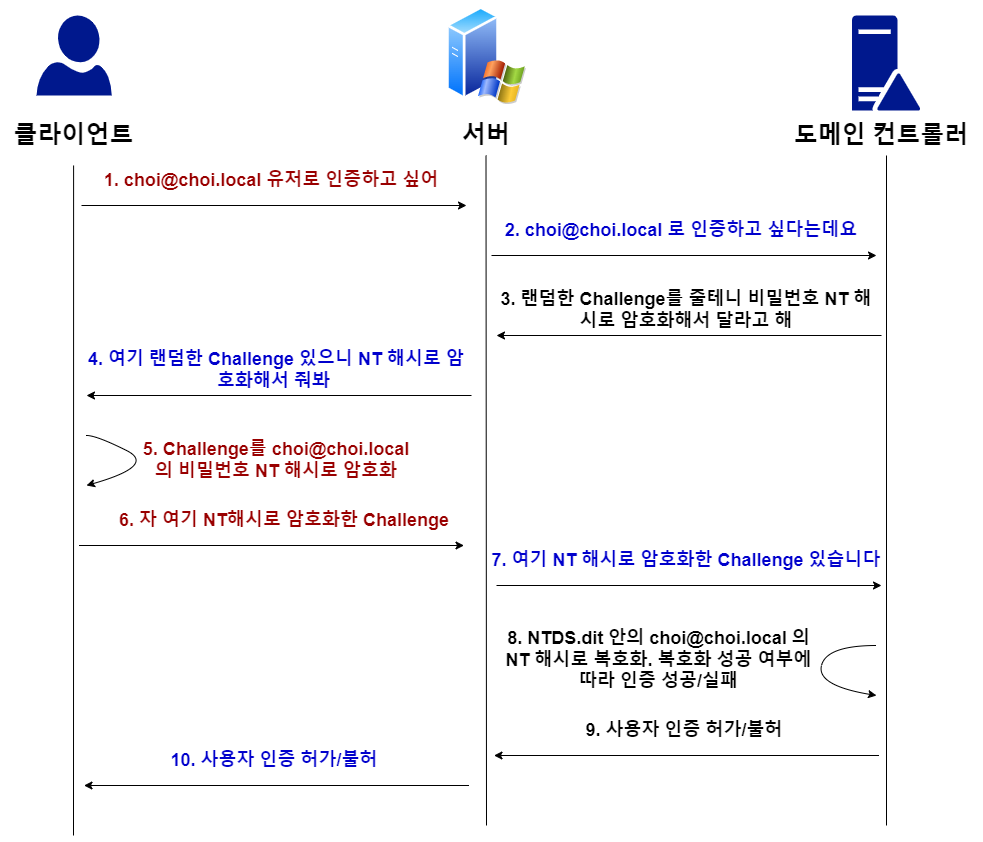 클라이언트
서버
도메인 컨트롤러
1. choi@choi.local 유저로 인증하고 싶어
2. choi@choi.local 로 인증하고 싶다는데요
3. 랜덤한 Challenge를 줄테니 비밀번호 NT 해
시로 암호화해서 달라고 해
4. 여기 랜덤한 Challenge 있으니 NT 해시로 암
호화해서 줘봐
5. Challenge를 choi@choi.local
의 비밀번호 NT 해시로 암호화
6. 자 여기 NT해시로 암호화한 Challenge
7. 여기 NT 해시로 암호화한 Challenge 있습니다
8. NTDS.dit 안의 choi@choi.local 의
NT 해시로 복호화. 복호화 성공 여부에
따라 인증 성공/실패
9. 사용자 인증 허가/불허
10. 사용자 인증 허가/불허